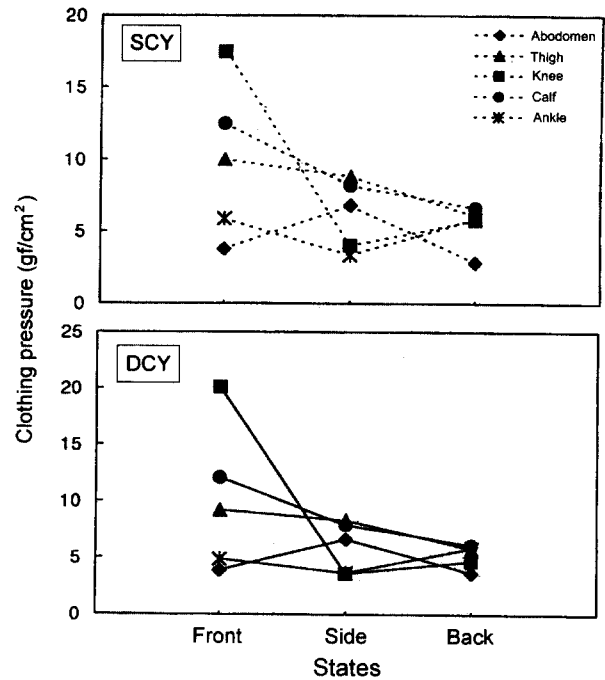 Clothing pressure (gf/cm²)
SCY
Abodomen
Thigh
Knee
Calf
Ankle
20
15
10
5
0
DCY
25
20
15
10
5
0
Front Side Back
States